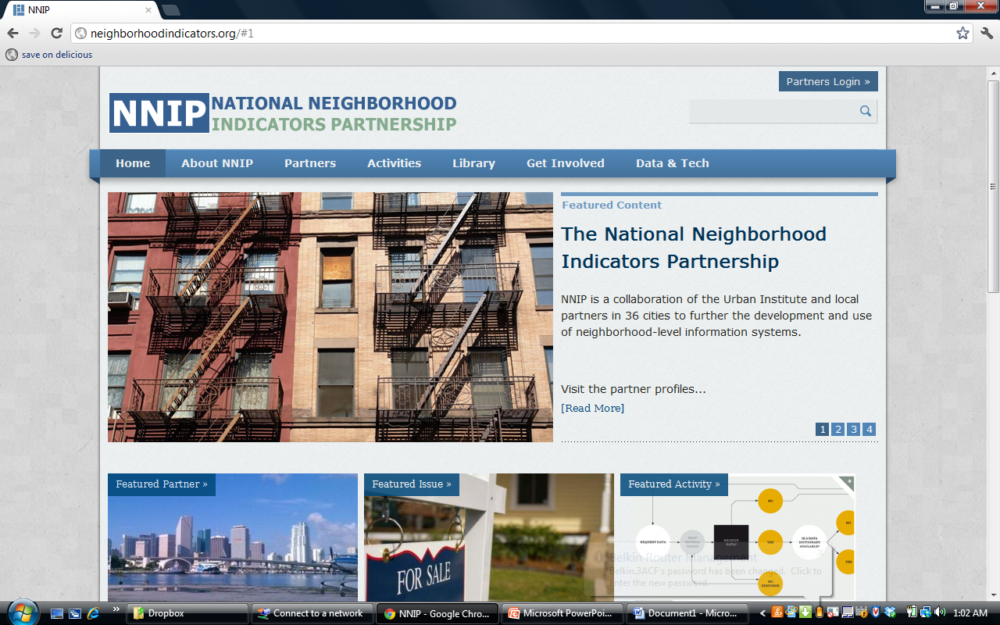 NNIP
neighborhoodindicators.org/#1
save on delicious
Partners Login »
NNIP NATIONAL NEIGHBORHOOD
INDICATORS PARTNERSHIP
Home About NNIP Partners Activities Library Get Involved Data & Tech
Featured Content
The National Neighborhood
Indicators Partnership
NNIP is a collaboration of the Urban Institute and local
partners in 36 cities to further the development and use
of neighborhood-level information systems.
Visit the partner profiles...
[Read More]
1 2 3 4
Featured Partner »
Featured Issue »
FOR SALE
Featured Activity »
NO
REQUEST DATA
RECEIVE
DATA?
YES
IS A DATA
DICTIONARY
AVAILABLE?
NO
YES
NO
RESPONSE
Belkin Router Management
Belkin.3ACF's password has been changed. Click to
enter the new password.
» Dropbox Connect to a network NNIP - Google Chro... Microsoft PowerPoi... Document1 - Micro... < 1:02 AM